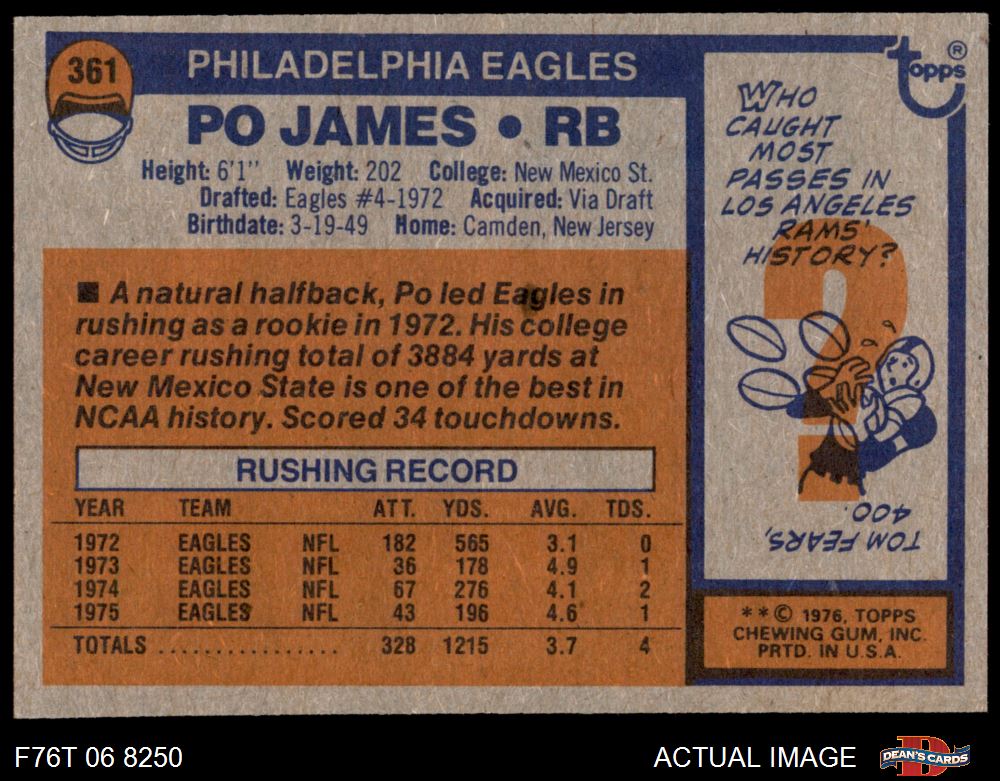 361
PHILADELPHIA EAGLES
PO JAMES • RB
Height: 6'1" Weight: 202 College: New Mexico St.
Drafted: Eagles #4-1972 Acquired: Via Draft
Birthdate: 3-19-49 Home: Camden, New Jersey
■ A natural halfback, Po led Eagles in
rushing as a rookie in 1972. His college
career rushing total of 3884 yards at
New Mexico State is one of the best in
NCAA history. Scored 34 touchdowns.
RUSHING RECORD
YEAR TEAM ATT. YDS. AVG. TDS.
1972 EAGLES NFL 182 565 3.1 0
1973 EAGLES NFL 36 178 4.9 1
1974 EAGLES NFL 67 276 4.1 2
1975 EAGLES NFL 43 196 4.6 1
TOTALS ................ 328 1215 3.7 4
Topps ®
WHO
CAUGHT
MOST
PASSES IN
LOS ANGELES
RAMS'
HISTORY?
?
TOM FEARS,
400.
**© 1976, TOPPS
CHEWING GUM, INC.
PRTD. IN U.S.A.
F76T 06 8250
ACTUAL IMAGE
D
DEAN'S CARDS